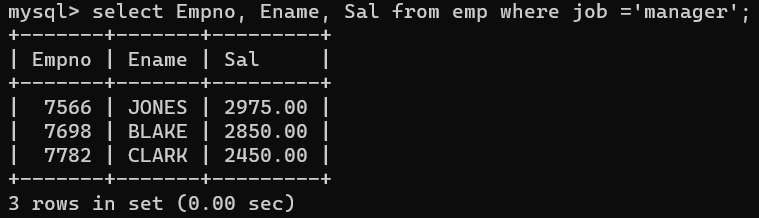 mysql> select Empno, Ename, Sal from emp where job ='manager';
+-------+-------+---------+
| Empno | Ename | Sal     |
+-------+-------+---------+
|  7566 | JONES | 2975.00 |
|  7698 | BLAKE | 2850.00 |
|  7782 | CLARK | 2450.00 |
+-------+-------+---------+
3 rows in set (0.00 sec)